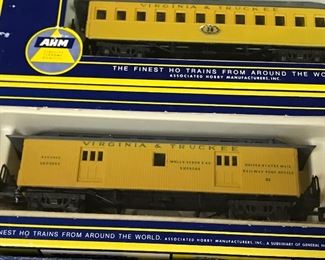 VIRGINIA & TRUCKEE
AHM
THE FINEST HO TRAINS FROM AROUND THE WO
ASSOCIATED HOBBY MANUFACTURERS, INC.
VIRGINIA & TRUCKEE
EXPRESS
WELLS FARGO & CO
EXPRESS
UNITED STATES MAIL
RAILWAY POST OFFICE
NEST HO TRAINS FROM AROUND THE WORLD. ASSOCIATED HOBBY MANUFACTURERS, INC. A SUBSIDIARY OF GENERAL